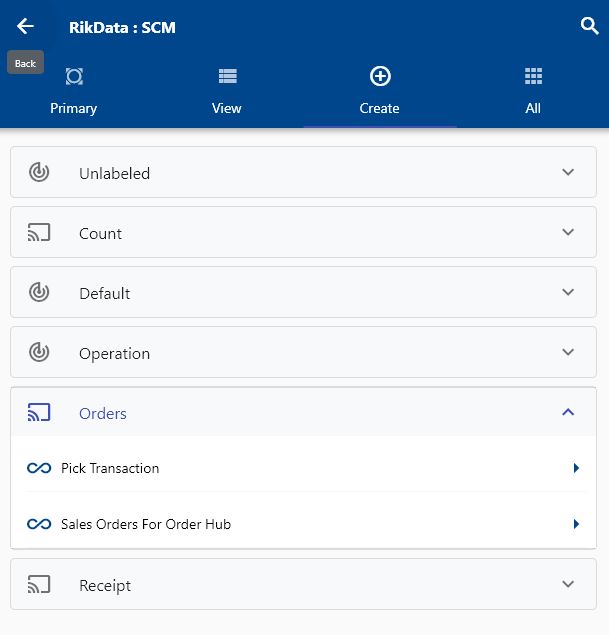 RikData : SCM
Back
Primary
View
Create
All
Unlabeled
Count
Default
Operation
Orders
Pick Transaction
Sales Orders For Order Hub
Receipt